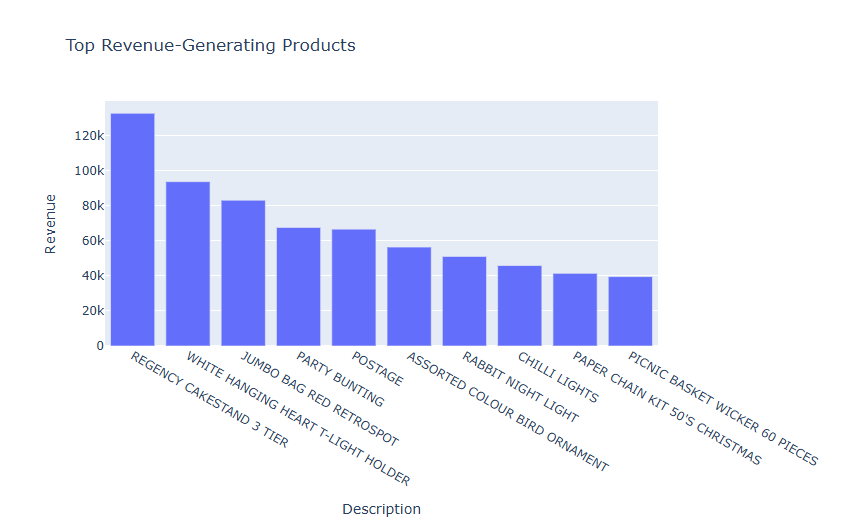 Top Revenue-Generating Products
120k
100k
80k
60k
40k
20k
0
Revenue
REGENCY CAKESTAND 3 TIER
WHITE HANGING HEART T-LIGHT HOLDER
JUMBO BAG RED RETROSPOT
PARTY BUNTING
POSTAGE
ASSORTED COLOUR BIRD ORNAMENT
RABBIT NIGHT LIGHT
CHILLI LIGHTS
PAPER CHAIN KIT 50'S CHRISTMAS
PICNIC BASKET WICKER 60 PIECES
Description